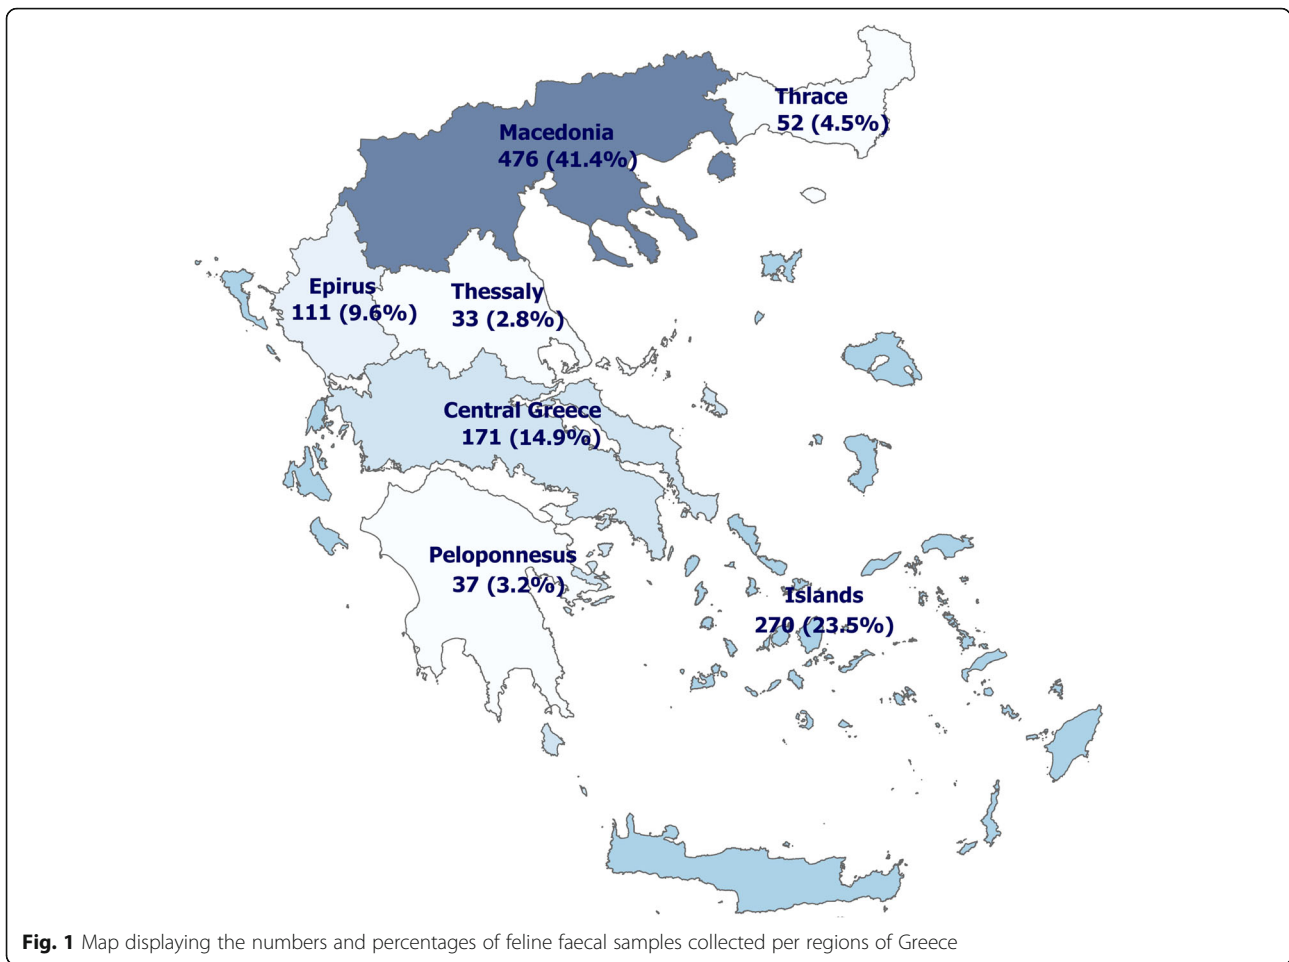 Thrace
52 (4.5%)
Macedonia
476 (41.4%)
Epirus
111 (9.6%)
Thessaly
33 (2.8%)
Central Greece
171 (14.9%)
Peloponnesus
37 (3.2%)
Islands
270 (23.5%)
Fig. 1 Map displaying the numbers and percentages of feline faecal samples collected per regions of Greece